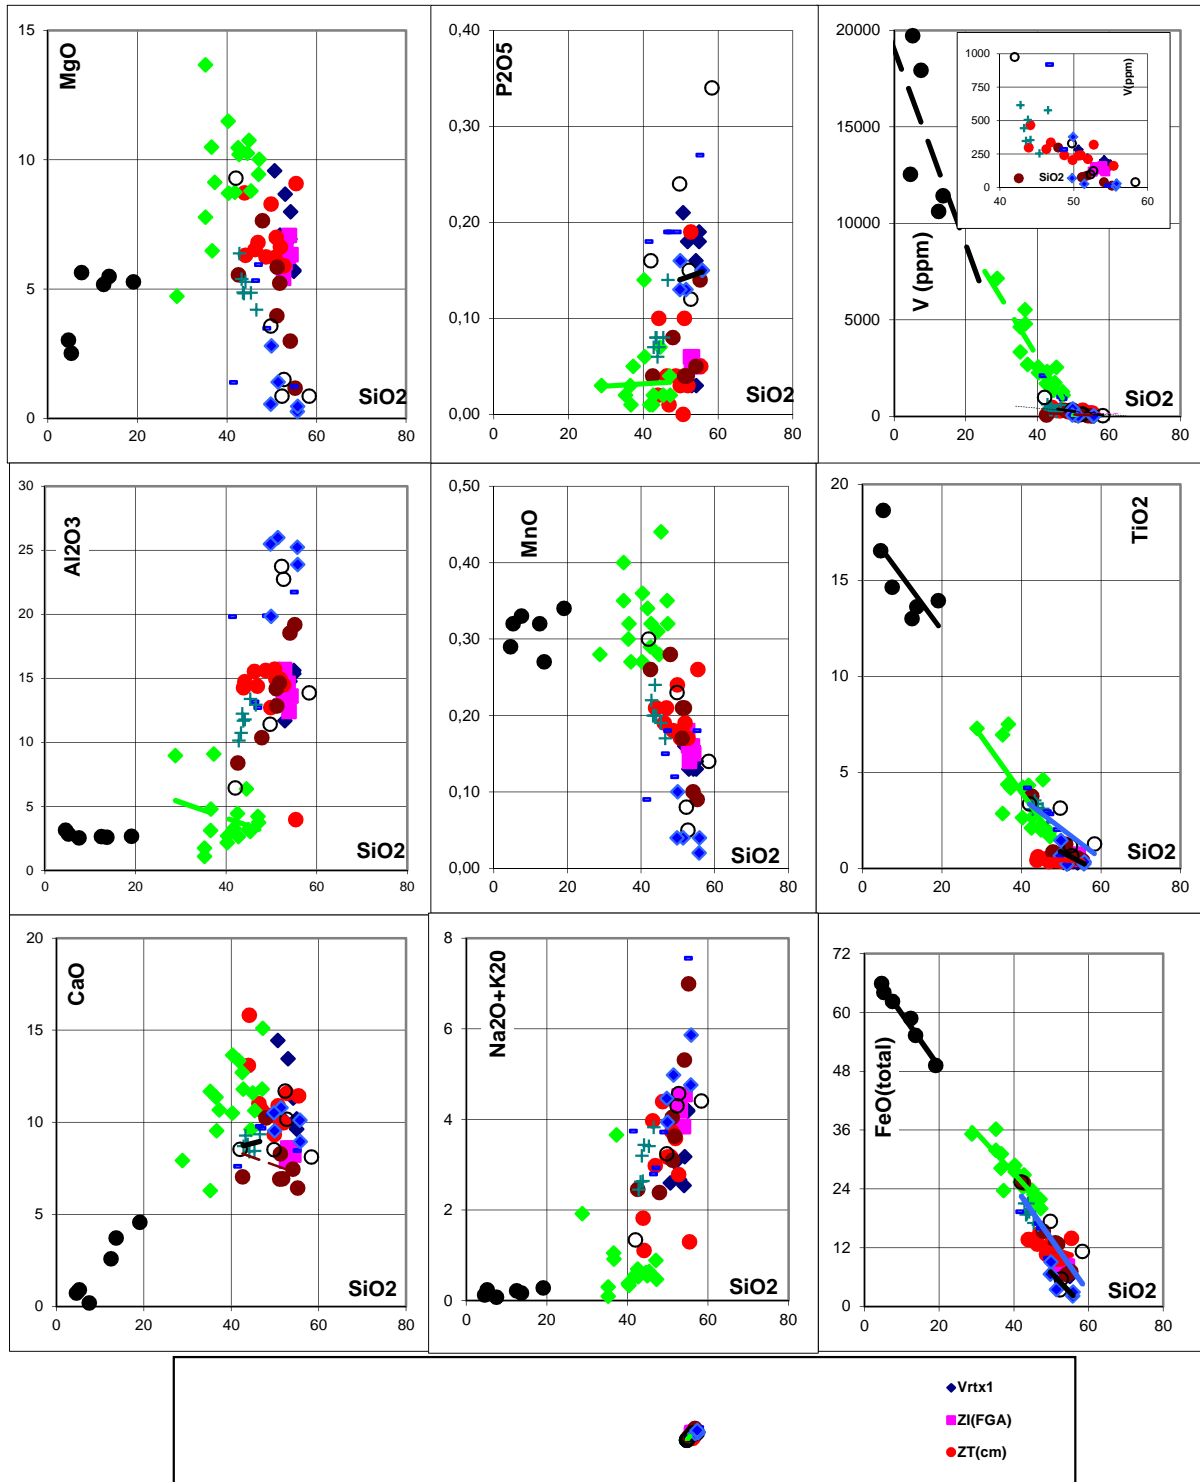 15
10
5
0
0 20 40 60 80
MgO
SiO2
0,40
0,30
0,20
0,10
0,00
0 20 40 60 80
P2O5
SiO2
20000
15000
10000
5000
0
0 20 40 60 80
V (ppm)
SiO2
1000
750
500
250
0
40 50 60
V(ppm)
SiO2
30
25
20
15
10
5
0
0 20 40 60 80
Al2O3
SiO2
0,50
0,40
0,30
0,20
0,10
0,00
0 20 40 60 80
MnO
SiO2
20
15
10
5
0
0 20 40 60 80
TiO2
SiO2
20
15
10
5
0
0 20 40 60 80
CaO
SiO2
8
6
4
2
0
0 20 40 60 80
Na2O+K20
SiO2
72
60
48
36
24
12
0
0 20 40 60 80
FeO(total)
SiO2
Vrtx1
ZI(FGA)
ZT(cm)